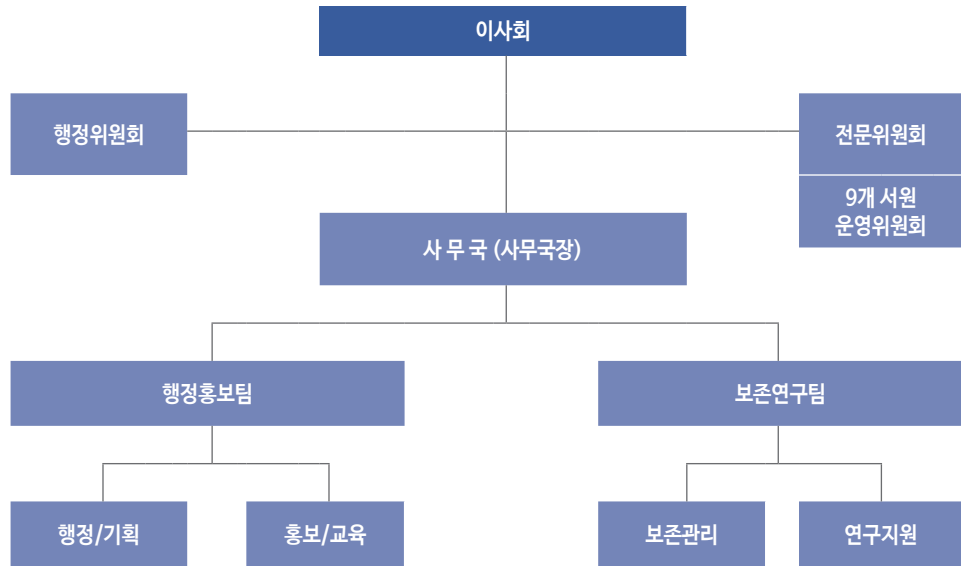 이사회
행정위원회
전문위원회
9개 서원
운영위원회
사 무 국 (사무국장)
행정홍보팀
보존연구팀
행정/기획
홍보/교육
보존관리
연구지원